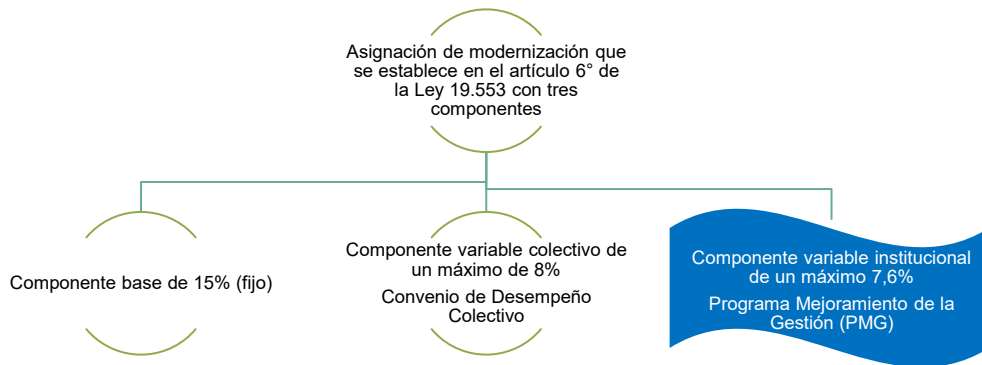 Asignación de modernización que
se establece en el artículo 6° de
la Ley 19.553 con tres
componentes
Componente base de 15% (fijo)
Componente variable colectivo de
un máximo de 8%
Convenio de Desempeño
Colectivo
Componente variable institucional
de un máximo 7,6%
Programa Mejoramiento de la
Gestión (PMG)